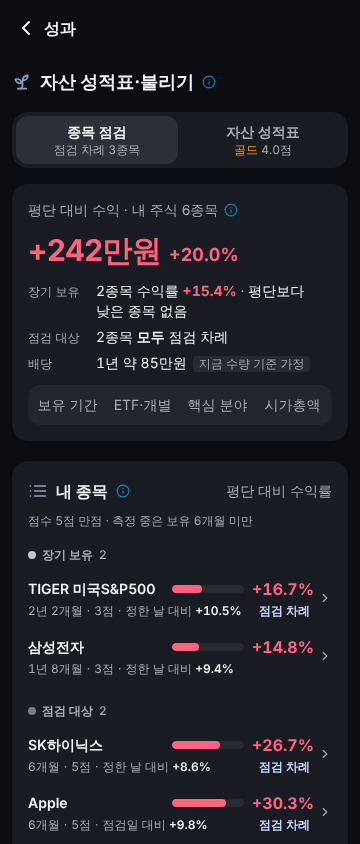 성과
자산 성적표·불리기
종목 점검
점검 차례 3종목
자산 성적표
골드 4.0점
평단 대비 수익 · 내 주식 6종목
+242만원 +20.0%
장기 보유 2종목 수익률 +15.4% · 평단보다
낮은 종목 없음
점검 대상 2종목 모두 점검 차례
배당 1년 약 85만원 지금 수량 기준 가정
보유 기간 ETF·개별 핵심 분야 시가총액
내 종목 평단 대비 수익률
점수 5점 만점 · 측정 중은 보유 6개월 미만
장기 보유 2
TIGER 미국S&P500 +16.7%
2년 2개월 · 3점 · 정한 날 대비 +10.5% 점검 차례
삼성전자 +14.8%
1년 8개월 · 3점 · 정한 날 대비 +9.4%
점검 대상 2
SK하이닉스 +26.7%
6개월 · 5점 · 정한 날 대비 +8.6% 점검 차례
Apple +30.3%
6개월 · 5점 · 점검일 대비 +9.8% 점검 차례